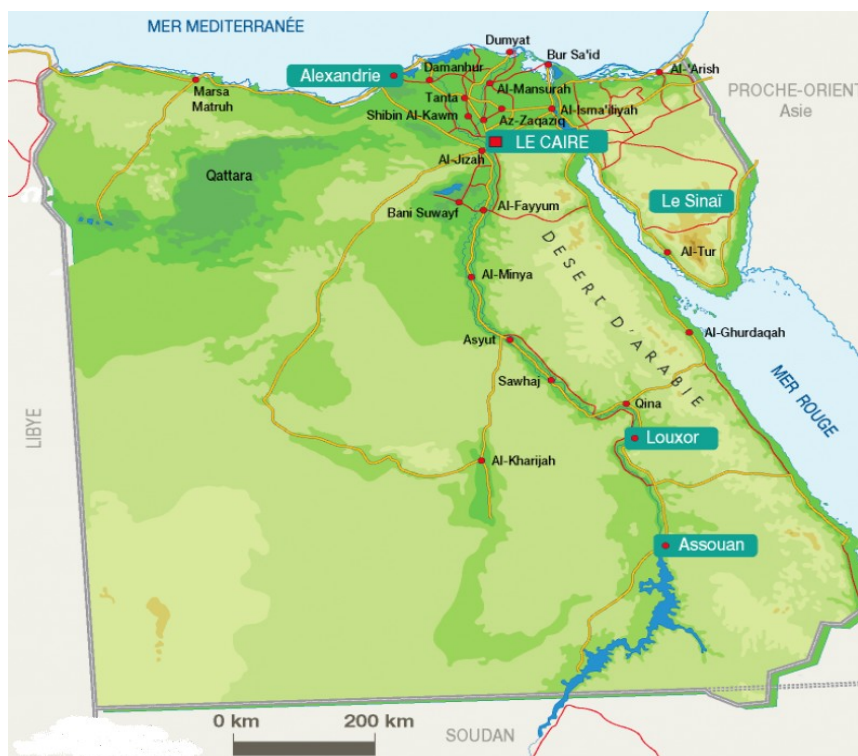 MER MEDITERRANÉE
Dumyat
Bur Sa'id
Alexandrie
Damanhur
Al-'Arish
Marsa
Matruh
Al-Mansurah
Tanta
PROCHE-ORIENT
Asie
Shibin Al-Kawm
Al-Isma'iliyah
Az-Zaqaziq
LE CAIRE
Al-Jizah
Qattara
Le Sinaï
Bani Suwayf
Al-Fayyum
Al-Tur
DESERT D'ARABIE
Al-Minya
Al-Ghurdaqah
Asyut
Sawhaj
MER ROUGE
Qina
LIBYE
Louxor
Al-Kharijah
Assouan
0 km
200 km
SOUDAN